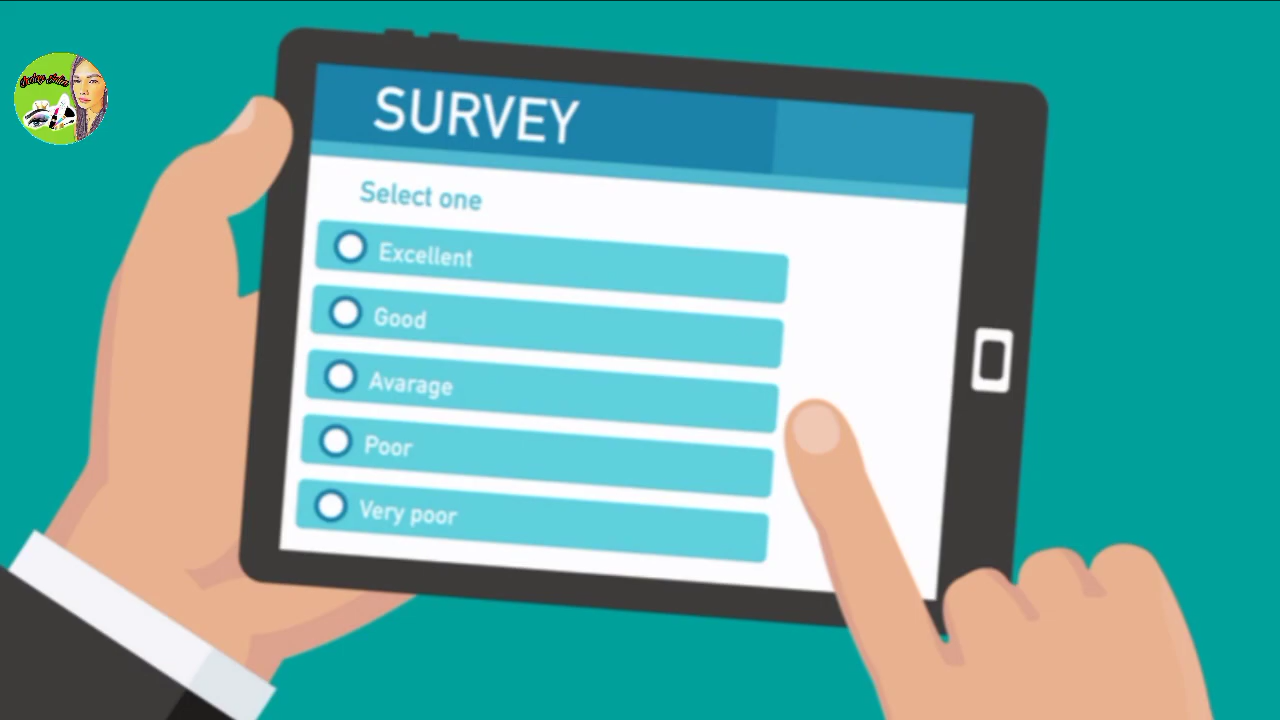 SURVEY
Select one
Excellent
Good
Avarage
Poor
Very poor